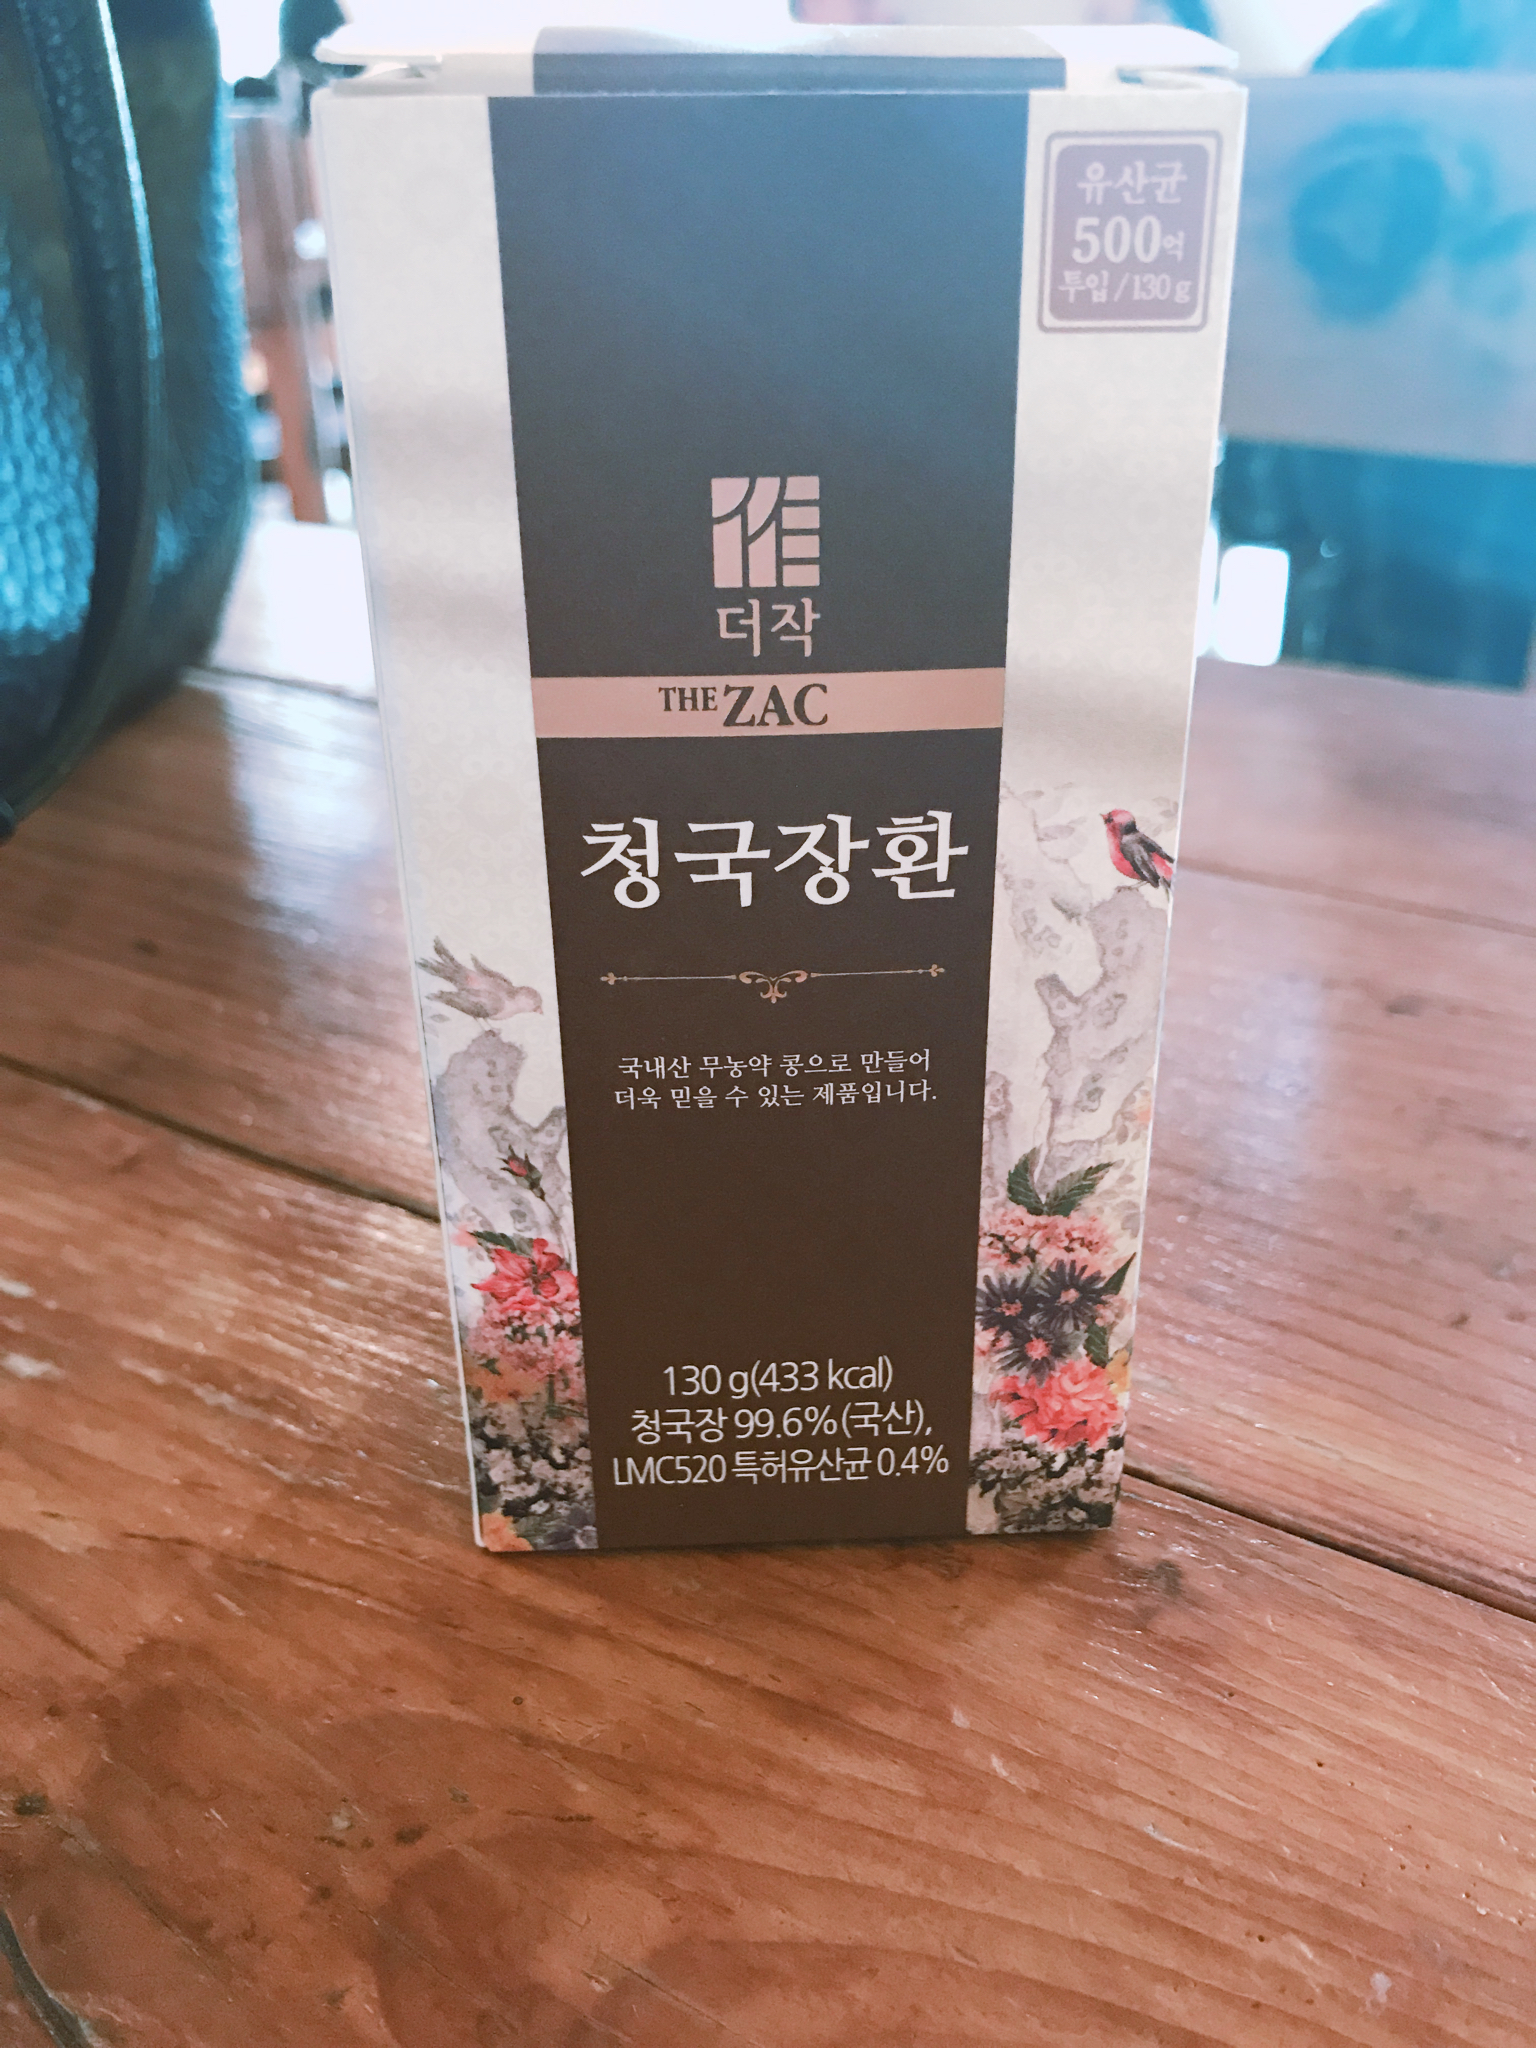 유산균
500억
투입/130g
더작
THE ZAC
청국장환
국내산 무농약 콩으로 만들어
더욱 믿을 수 있는 제품입니다.
130 g(433 kcal)
청국장 99.6%(국산),
LMC520 특허유산균 0.4%